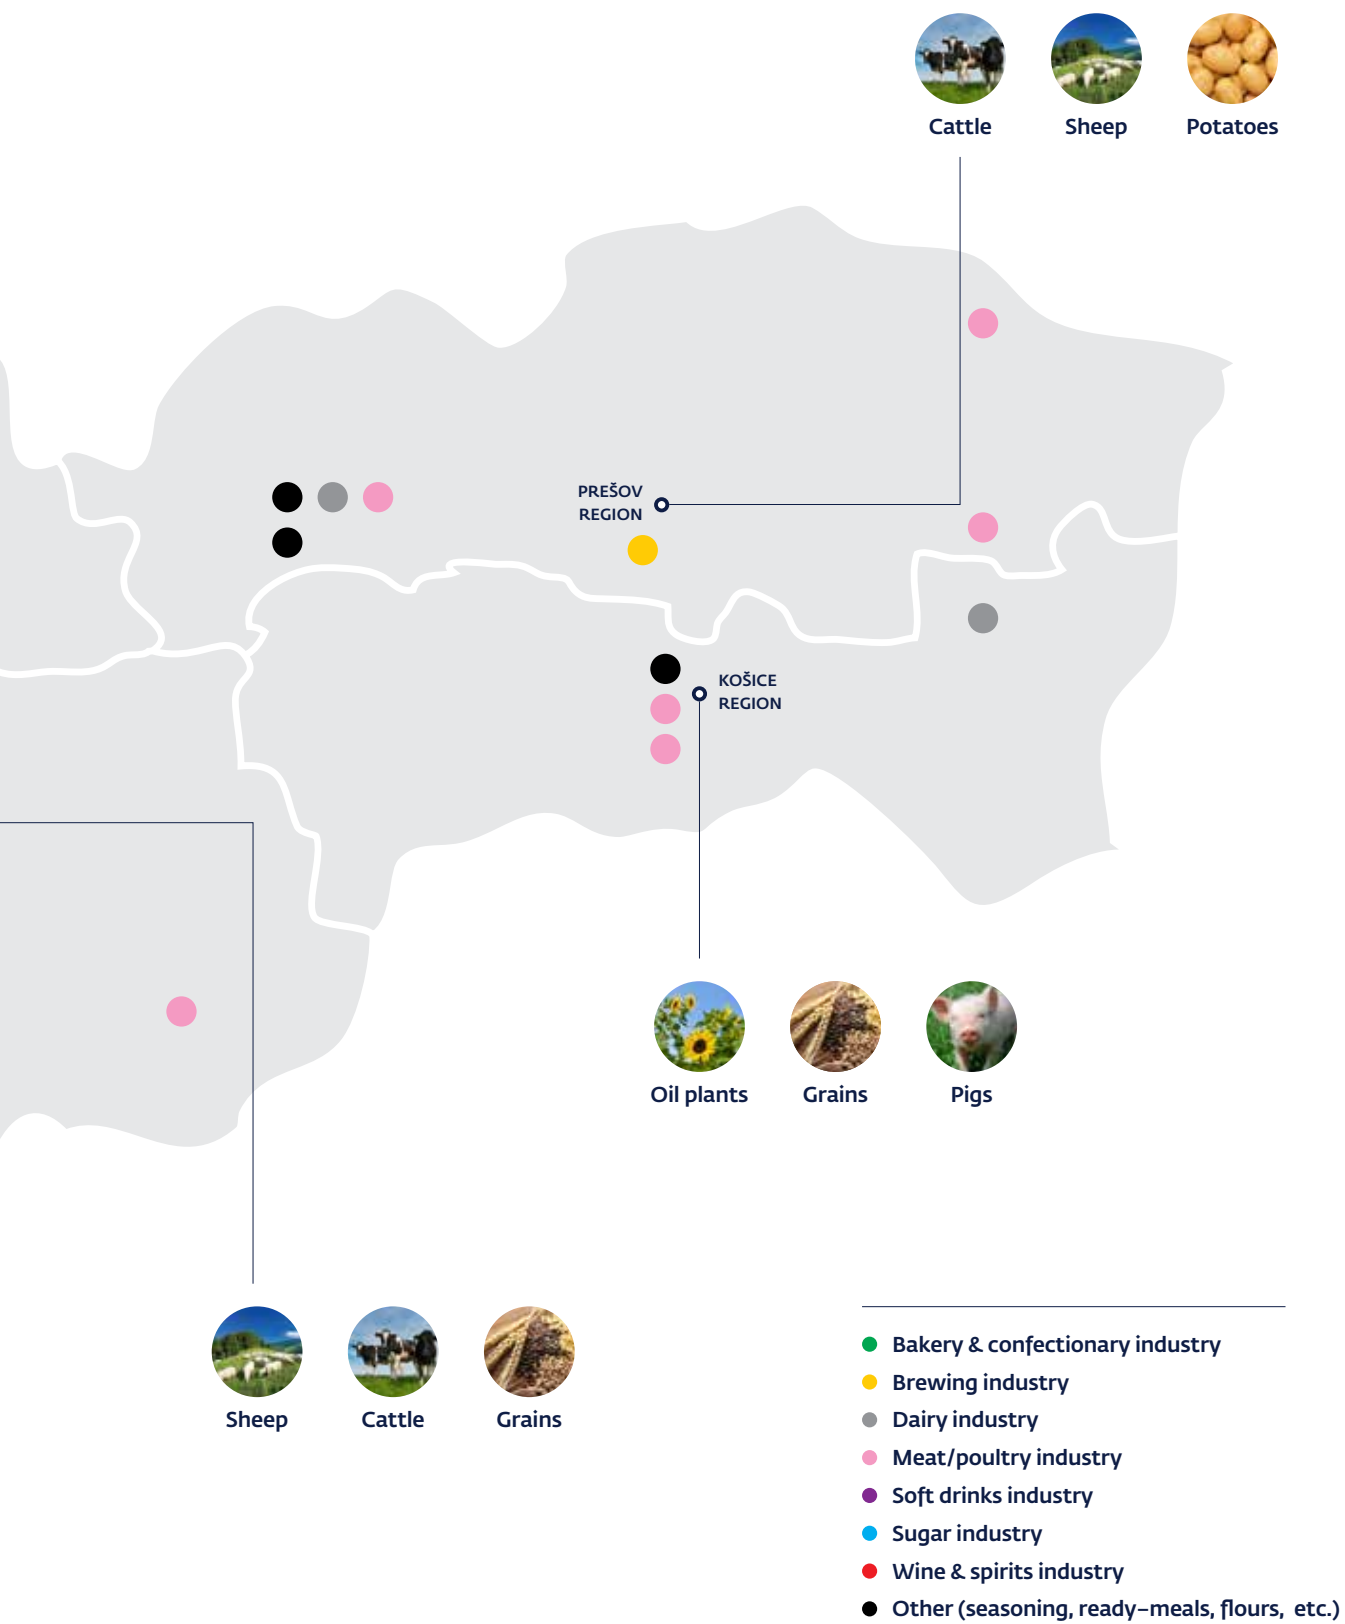 Cattle
Sheep
Potatoes
PREŠOV
REGION
KOŠICE
REGION
Oil plants
Grains
Pigs
Sheep
Cattle
Grains
Bakery & confectionary industry
Brewing industry
Dairy industry
Meat/poultry industry
Soft drinks industry
Sugar industry
Wine & spirits industry
Other (seasoning, ready–meals, flours, etc.)